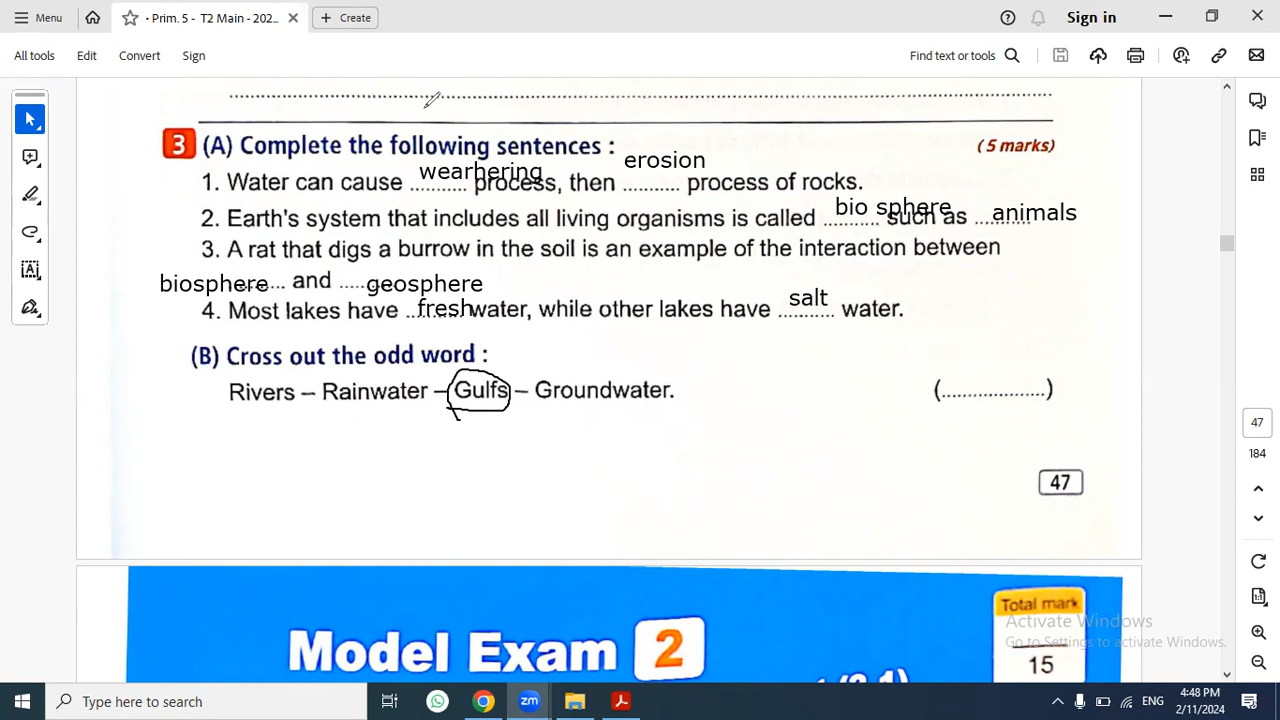 Menu • Prim. 5 - T2 Main - 202... Create Sign in
All tools Edit Convert Sign Find text or tools
3 (A) Complete the following sentences : (5 marks)
wearhering erosion
1. Water can cause ........... process, then ........... process of rocks.
bio sphere animals
2. Earth's system that includes all living organisms is called ........... such as ...........
3. A rat that digs a burrow in the soil is an example of the interaction between
biosphere and geosphere
fresh salt
4. Most lakes have ........... water, while other lakes have ........... water.
(B) Cross out the odd word :
Rivers – Rainwater – Gulfs – Groundwater. (....................)
47
47
184
Model Exam 2
Total mark
15
Activate Windows
Go to Settings to activate Windows.
Type here to search
zm
ENG
4:48 PM
2/11/2024